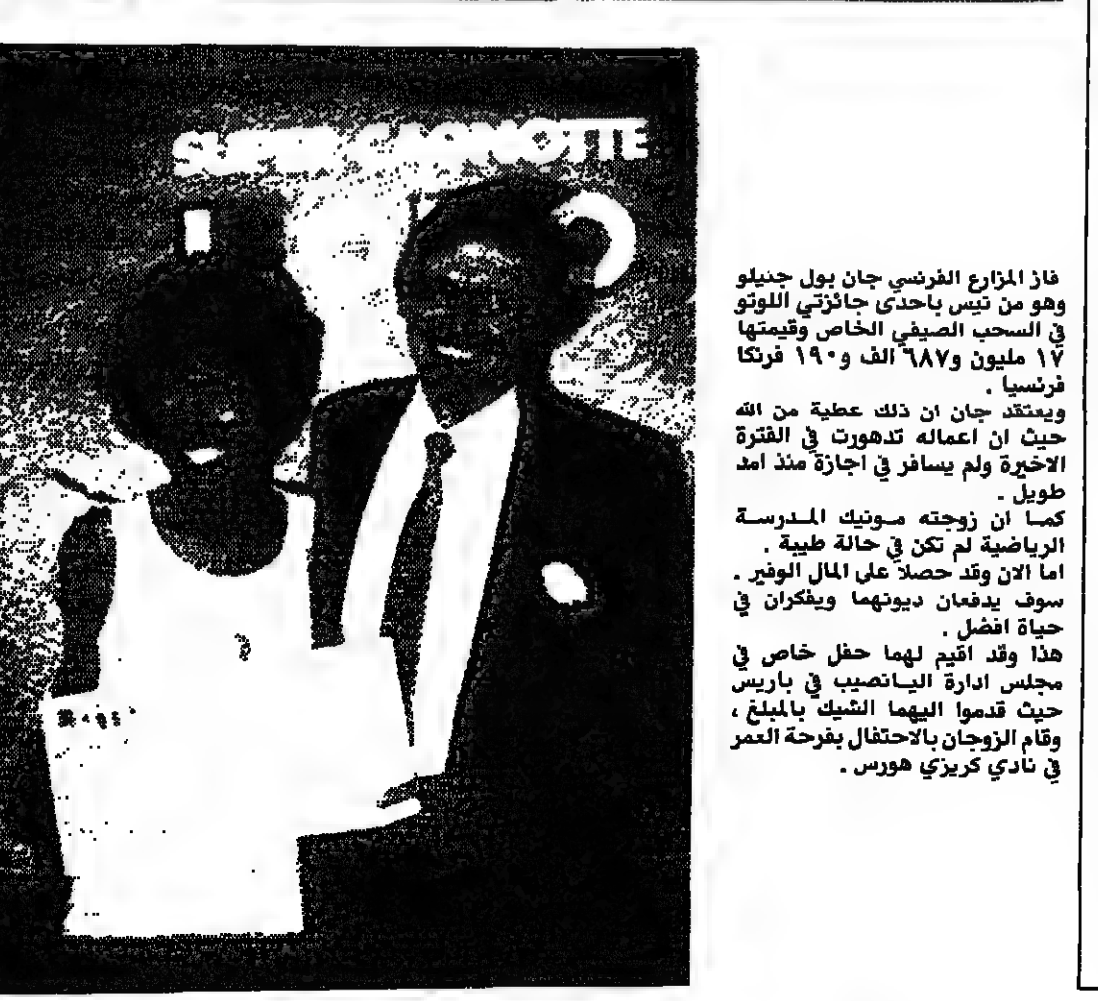 SUPER CAGNOTTE
فاز المزارع الفرنسي جان بول جنيلو
وهو من نيس باحدى جائزتي اللوتو
في السحب الصيفي الخاص وقيمتها
١٧ مليون و٦٨٧ الف و١٩٠ فرنكا
فرنسيا .
ويعتقد جان ان ذلك عطية من الله
حيث ان اعماله تدهورت في الفترة
الاخيرة ولم يسافر في اجازة منذ امد
طويل .
كما ان زوجته مونيك المدرسة
الرياضية لم تكن في حالة طيبة .
اما الان وقد حصلا على المال الوفير .
سوف يدفعان ديونهما ويفكران في
حياة افضل .
هذا وقد اقيم لهما حفل خاص في
مجلس ادارة اليانصيب في باريس
حيث قدموا اليهما الشيك بالمبلغ ،
وقام الزوجان بالاحتفال بفرحة العمر
في نادي كريزي هورس .